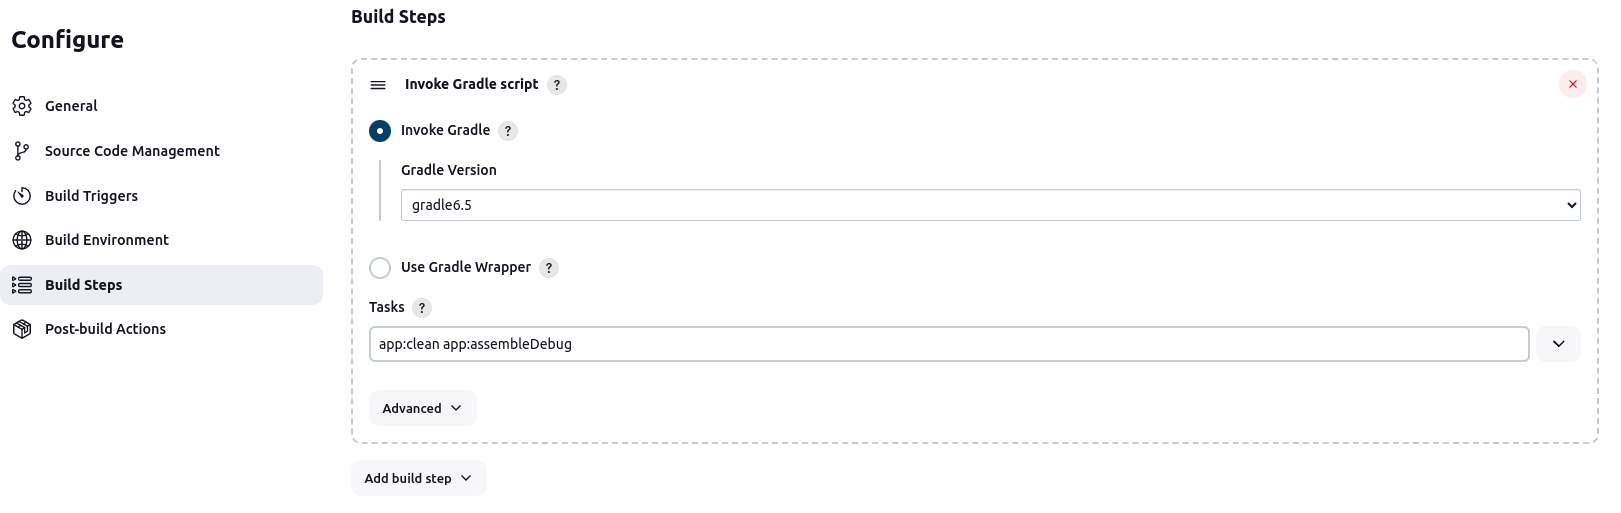 Configure
General
Source Code Management
Build Triggers
Build Environment
Build Steps
Post-build Actions
Build Steps
Invoke Gradle script ?
Invoke Gradle ?
Gradle Version
gradle6.5
Use Gradle Wrapper ?
Tasks ?
app:clean app:assembleDebug
Advanced
Add build step